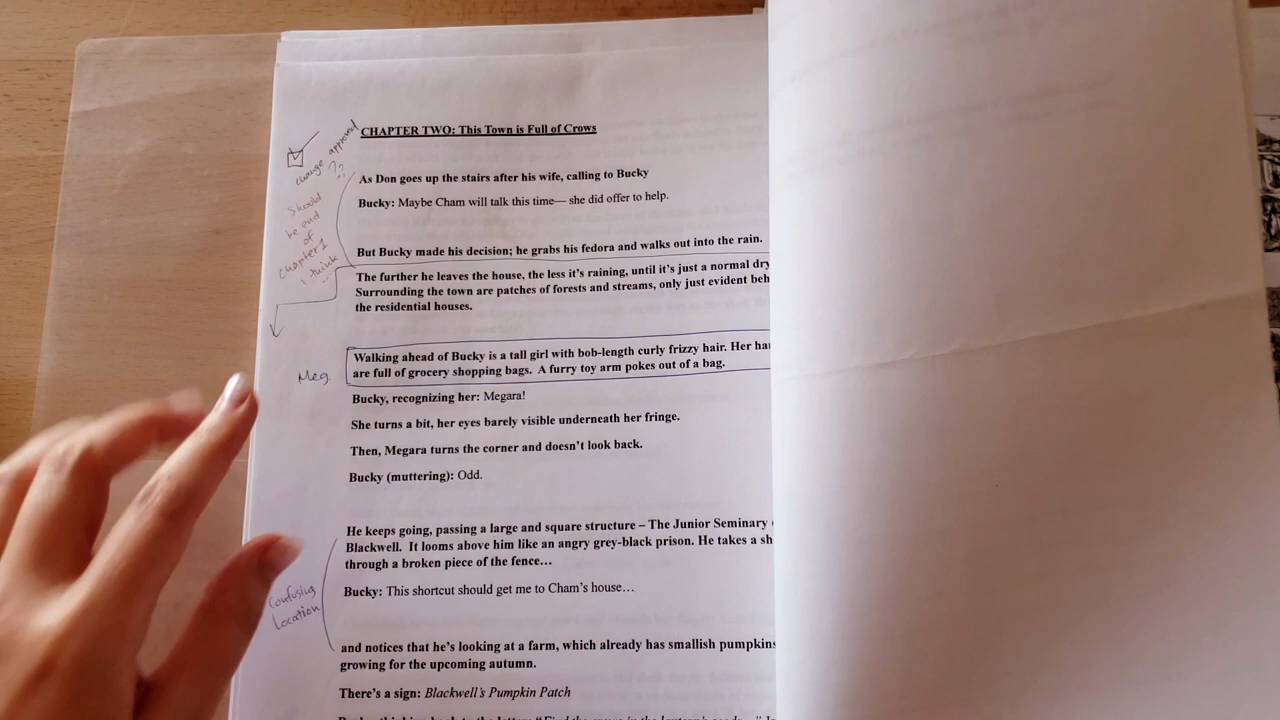 CHAPTER TWO: This Town is Full of Crows
change approved
??
Should
be end
of
Chapter 1
I think
As Don goes up the stairs after his wife, calling to Bucky
Bucky: Maybe Cham will talk this time— she did offer to help.
But Bucky made his decision; he grabs his fedora and walks out into the rain.
The further he leaves the house, the less it's raining, until it's just a normal dry
Surrounding the town are patches of forests and streams, only just evident beh
the residential houses.
Meg.
Walking ahead of Bucky is a tall girl with bob-length curly frizzy hair. Her ha
are full of grocery shopping bags. A furry toy arm pokes out of a bag.
Bucky, recognizing her: Megara!
She turns a bit, her eyes barely visible underneath her fringe.
Then, Megara turns the corner and doesn't look back.
Bucky (muttering): Odd.
He keeps going, passing a large and square structure – The Junior Seminary
Blackwell. It looms above him like an angry grey-black prison. He takes a sh
through a broken piece of the fence…
Confusing
location
Bucky: This shortcut should get me to Cham's house…
and notices that he's looking at a farm, which already has smallish pumpkins
growing for the upcoming autumn.
There's a sign: Blackwell's Pumpkin Patch